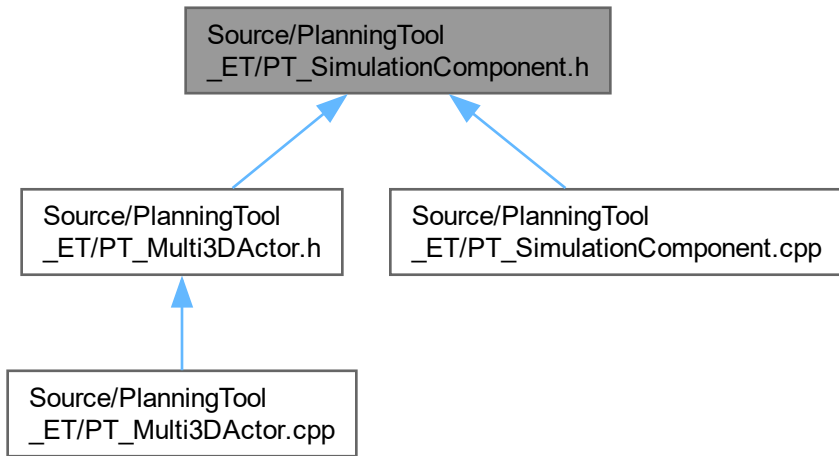 Source/PlanningTool
_ET/PT_SimulationComponent.h
Source/PlanningTool
_ET/PT_Multi3DActor.h
Source/PlanningTool
_ET/PT_SimulationComponent.cpp
Source/PlanningTool
_ET/PT_Multi3DActor.cpp